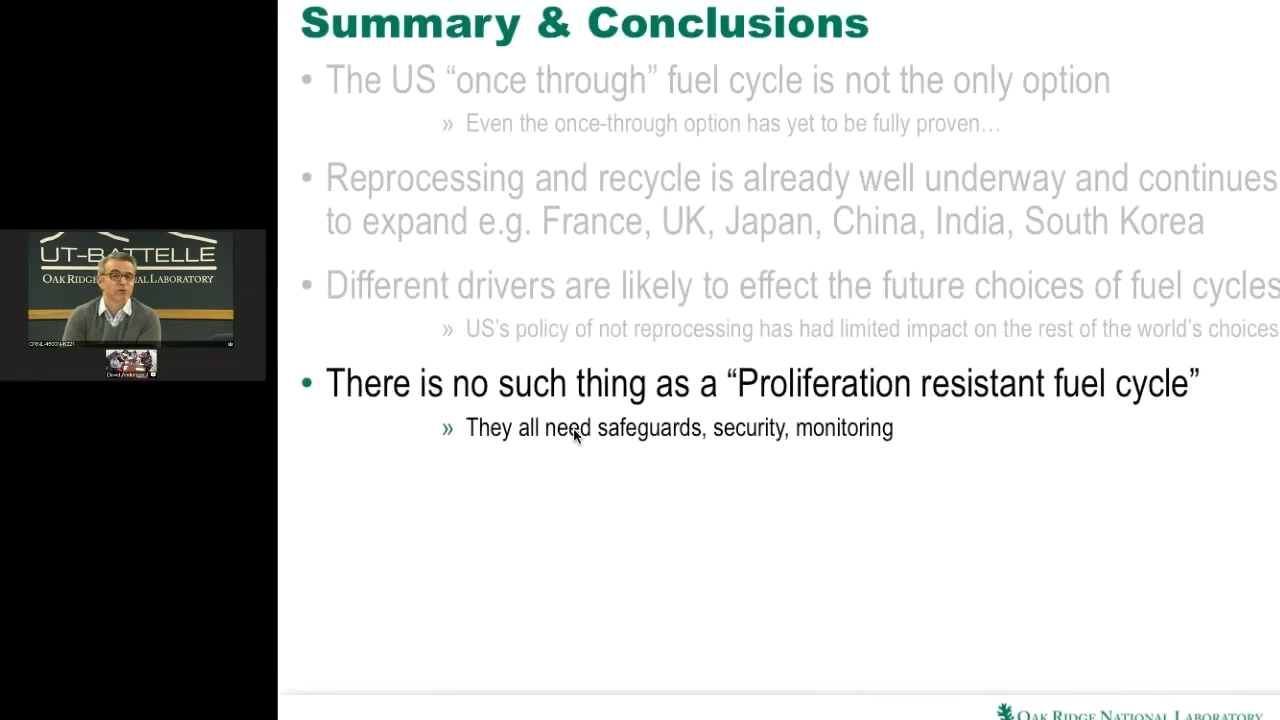 Summary & Conclusions
• The US “once through” fuel cycle is not the only option
» Even the once-through option has yet to be fully proven…
• Reprocessing and recycle is already well underway and continues
to expand e.g. France, UK, Japan, China, India, South Korea
• Different drivers are likely to effect the future choices of fuel cycles
» US’s policy of not reprocessing has had limited impact on the rest of the world’s choices
• There is no such thing as a “Proliferation resistant fuel cycle”
» They all need safeguards, security, monitoring
UT-BATTELLE
OAK RIDGE NATIONAL LABORATORY
David Anderson
OAK RIDGE NATIONAL LABORATORY